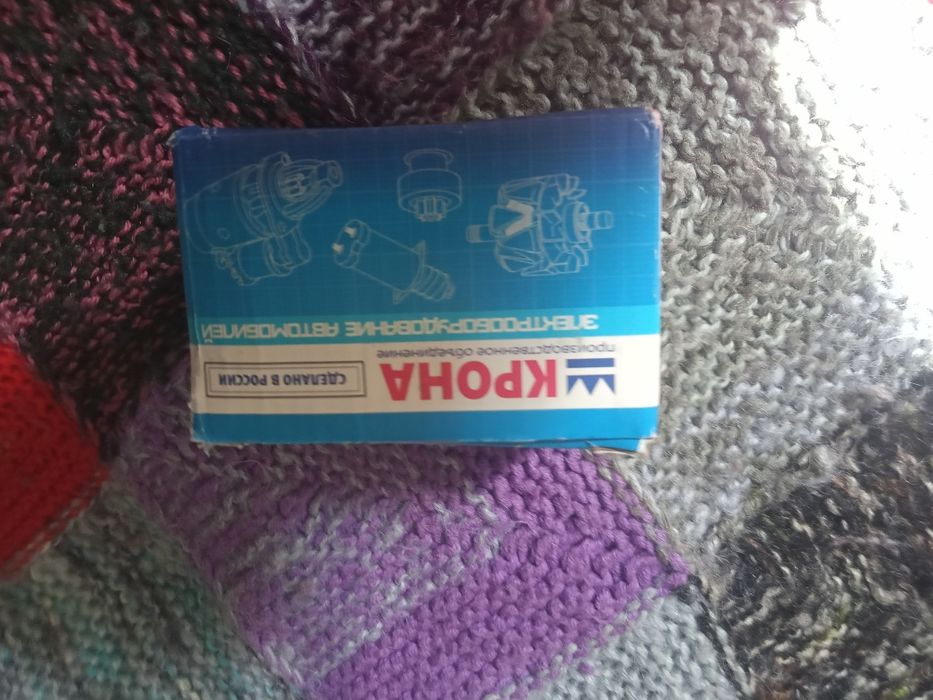 КРОНА
производственное объединение
СДЕЛАНО В РОССИИ
ЭЛЕКТРООБОРУДОВАНИЕ АВТОМОБИЛЕЙ